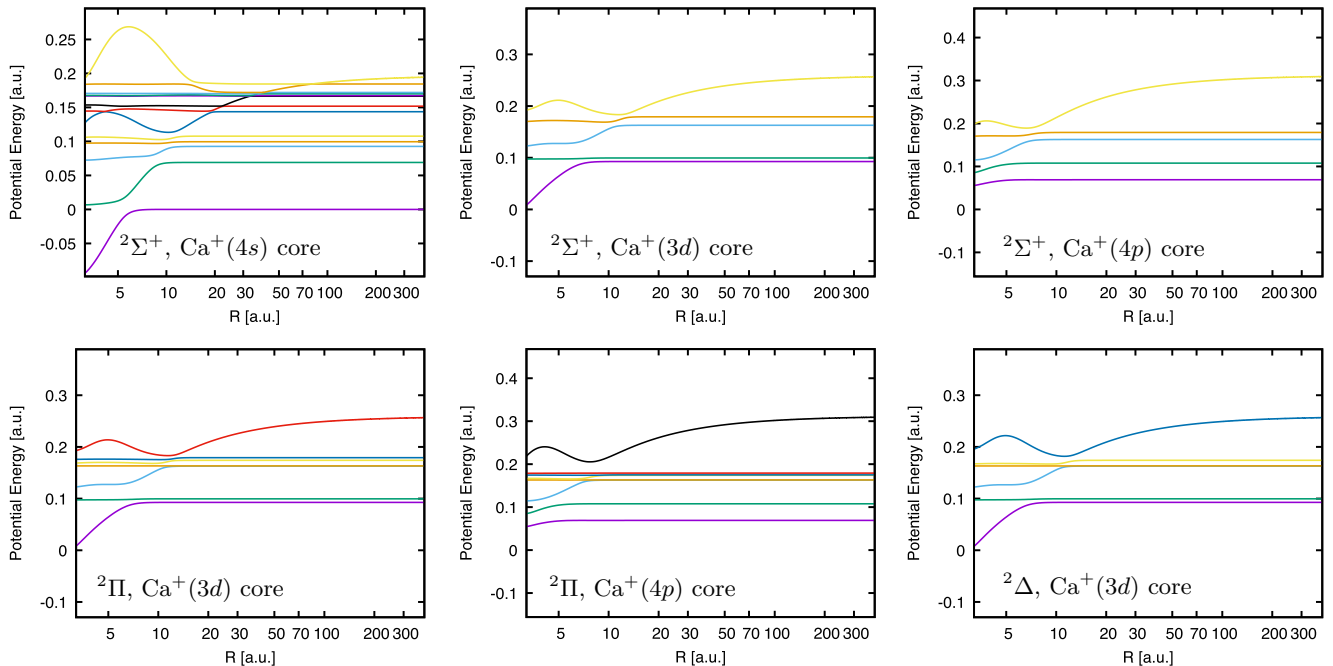 Potential Energy [a.u.]
0.25
0.2
0.15
0.1
0.05
0
-0.05
²Σ⁺, Ca⁺(4s) core
5 10 20 30 50 70 100 200 300
R [a.u.]
Potential Energy [a.u.]
0.3
0.2
0.1
0
-0.1
²Σ⁺, Ca⁺(3d) core
5 10 20 30 50 70 100 200 300
R [a.u.]
Potential Energy [a.u.]
0.4
0.3
0.2
0.1
0
-0.1
²Σ⁺, Ca⁺(4p) core
5 10 20 30 50 70 100 200 300
R [a.u.]
Potential Energy [a.u.]
0.3
0.2
0.1
0
-0.1
²Π, Ca⁺(3d) core
5 10 20 30 50 70 100 200 300
R [a.u.]
Potential Energy [a.u.]
0.4
0.3
0.2
0.1
0
-0.1
²Π, Ca⁺(4p) core
5 10 20 30 50 70 100 200 300
R [a.u.]
Potential Energy [a.u.]
0.3
0.2
0.1
0
-0.1
²Δ, Ca⁺(3d) core
5 10 20 30 50 70 100 200 300
R [a.u.]